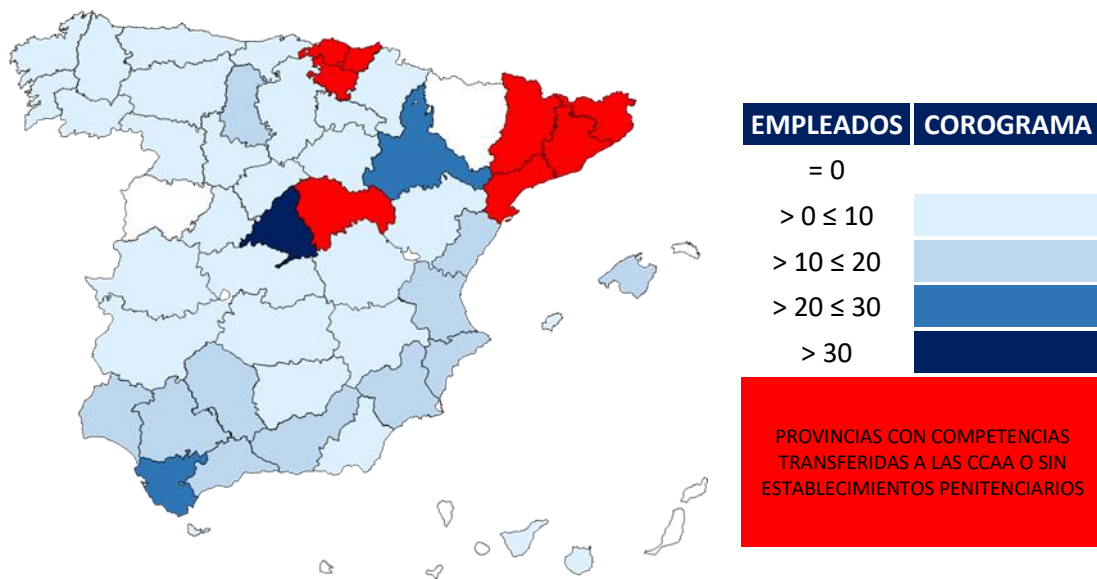 EMPLEADOS COROGRAMA
= 0
> 0 ≤ 10
> 10 ≤ 20
> 20 ≤ 30
> 30
PROVINCIAS CON COMPETENCIAS
TRANSFERIDAS A LAS CCAA O SIN
ESTABLECIMIENTOS PENITENCIARIOS